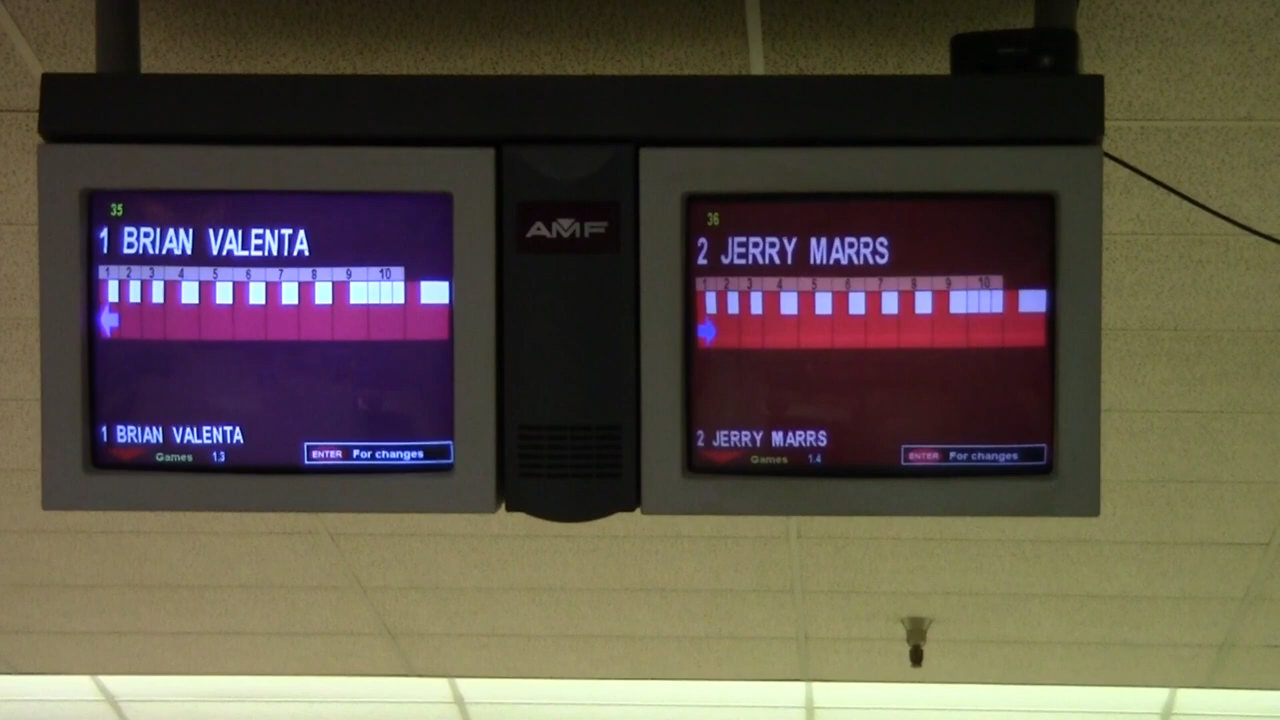 35
1 BRIAN VALENTA
1 2 3 4 5 6 7 8 9 10
1 BRIAN VALENTA
Games 1.3
ENTER For changes
AMF
36
2 JERRY MARRS
1 2 3 4 5 6 7 8 9 10
2 JERRY MARRS
Games 1.4
ENTER For changes